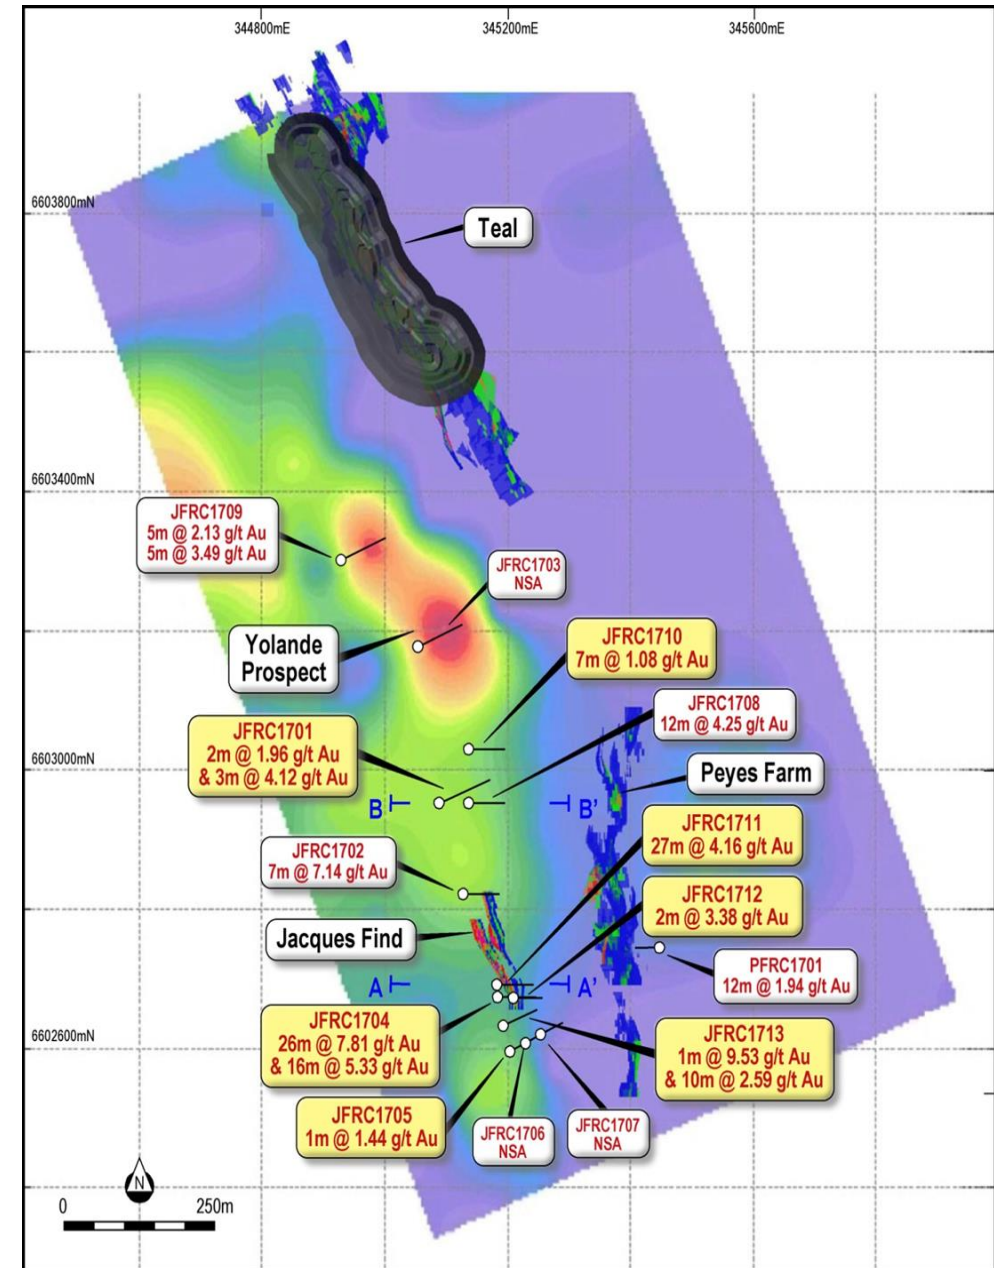 344800mE
345200mE
345600mE
6603800mN
Teal
6603400mN
JFRC1709
5m @ 2.13 g/t Au
5m @ 3.49 g/t Au
JFRC1703
NSA
Yolande
Prospect
JFRC1710
7m @ 1.08 g/t Au
JFRC1708
12m @ 4.25 g/t Au
JFRC1701
2m @ 1.96 g/t Au
& 3m @ 4.12 g/t Au
6603000mN
Peyes Farm
B
B'
JFRC1711
27m @ 4.16 g/t Au
JFRC1702
7m @ 7.14 g/t Au
JFRC1712
2m @ 3.38 g/t Au
Jacques Find
PFRC1701
12m @ 1.94 g/t Au
A
A'
JFRC1704
26m @ 7.81 g/t Au
& 16m @ 5.33 g/t Au
6602600mN
JFRC1713
1m @ 9.53 g/t Au
& 10m @ 2.59 g/t Au
JFRC1705
1m @ 1.44 g/t Au
JFRC1706
NSA
JFRC1707
NSA
N
0
250m